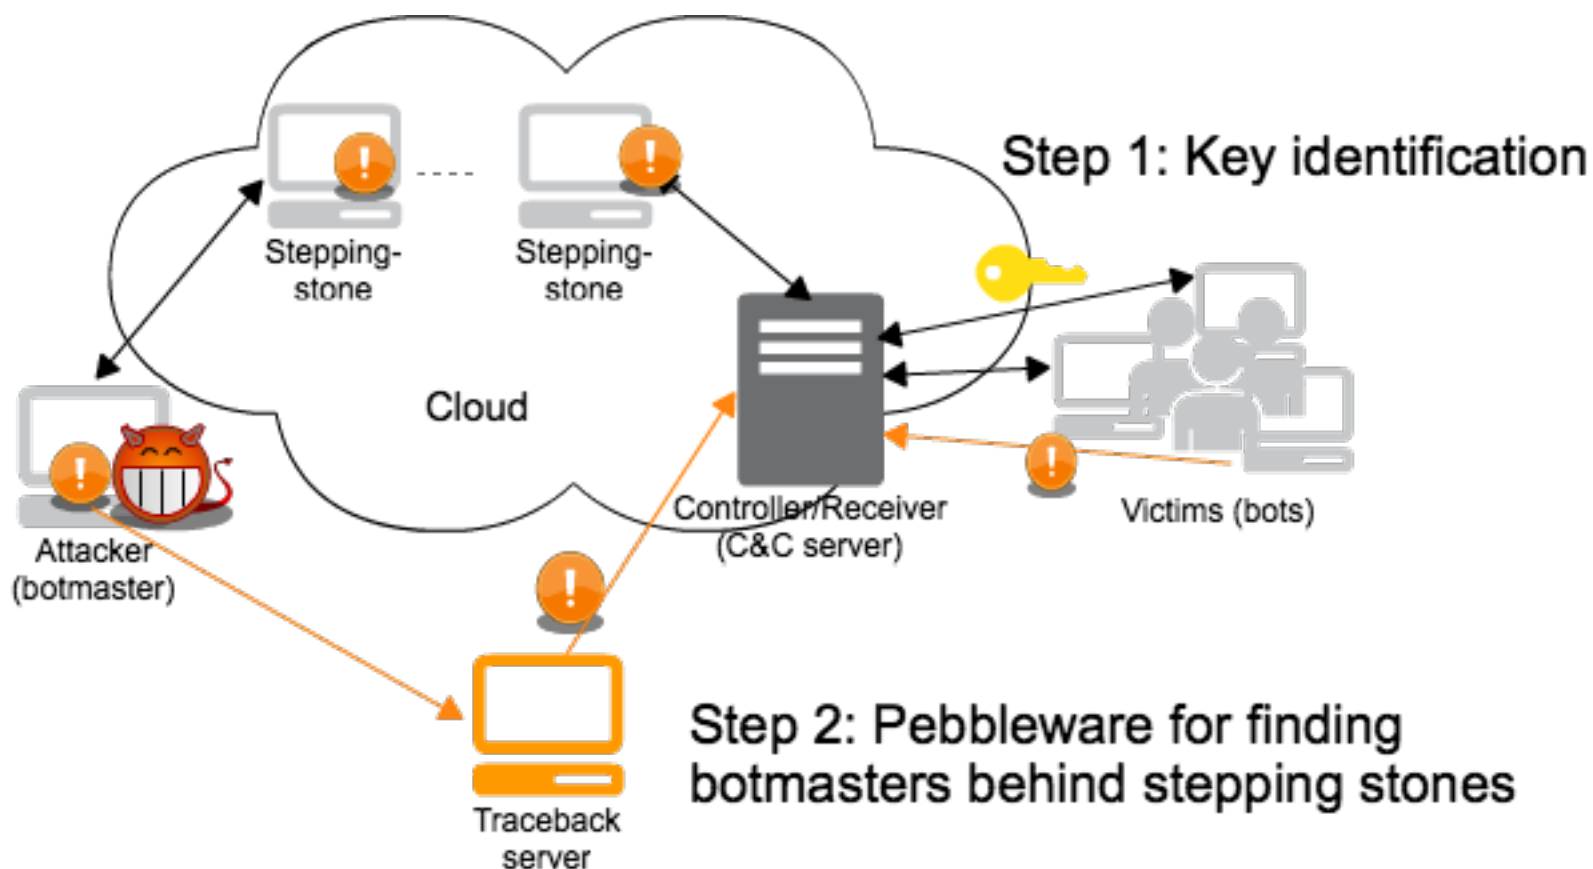 Step 1: Key identification
Stepping-
stone
Stepping-
stone
Cloud
Controller/Receiver
(C&C server)
Victims (bots)
Attacker
(botmaster)
Step 2: Pebbleware for finding
botmasters behind stepping stones
Traceback
server